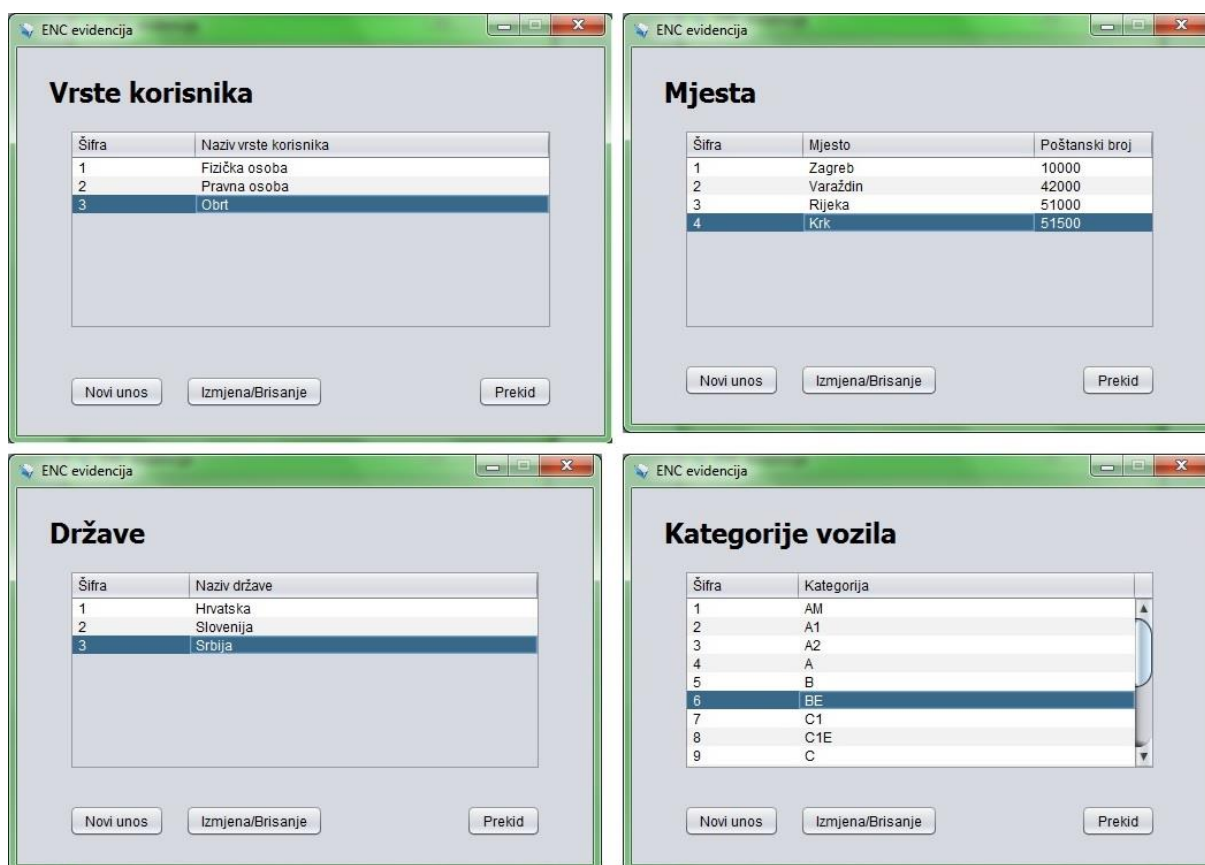 ENC evidencija
Vrste korisnika
Šifra Naziv vrste korisnika
1 Fizička osoba
2 Pravna osoba
3 Obrt
Novi unos Izmjena/Brisanje Prekid
ENC evidencija
Mjesta
Šifra Mjesto Poštanski broj
1 Zagreb 10000
2 Varaždin 42000
3 Rijeka 51000
4 Krk 51500
Novi unos Izmjena/Brisanje Prekid
ENC evidencija
Države
Šifra Naziv države
1 Hrvatska
2 Slovenija
3 Srbija
Novi unos Izmjena/Brisanje Prekid
ENC evidencija
Kategorije vozila
Šifra Kategorija
1 AM
2 A1
3 A2
4 A
5 B
6 BE
7 C1
8 C1E
9 C
Novi unos Izmjena/Brisanje Prekid